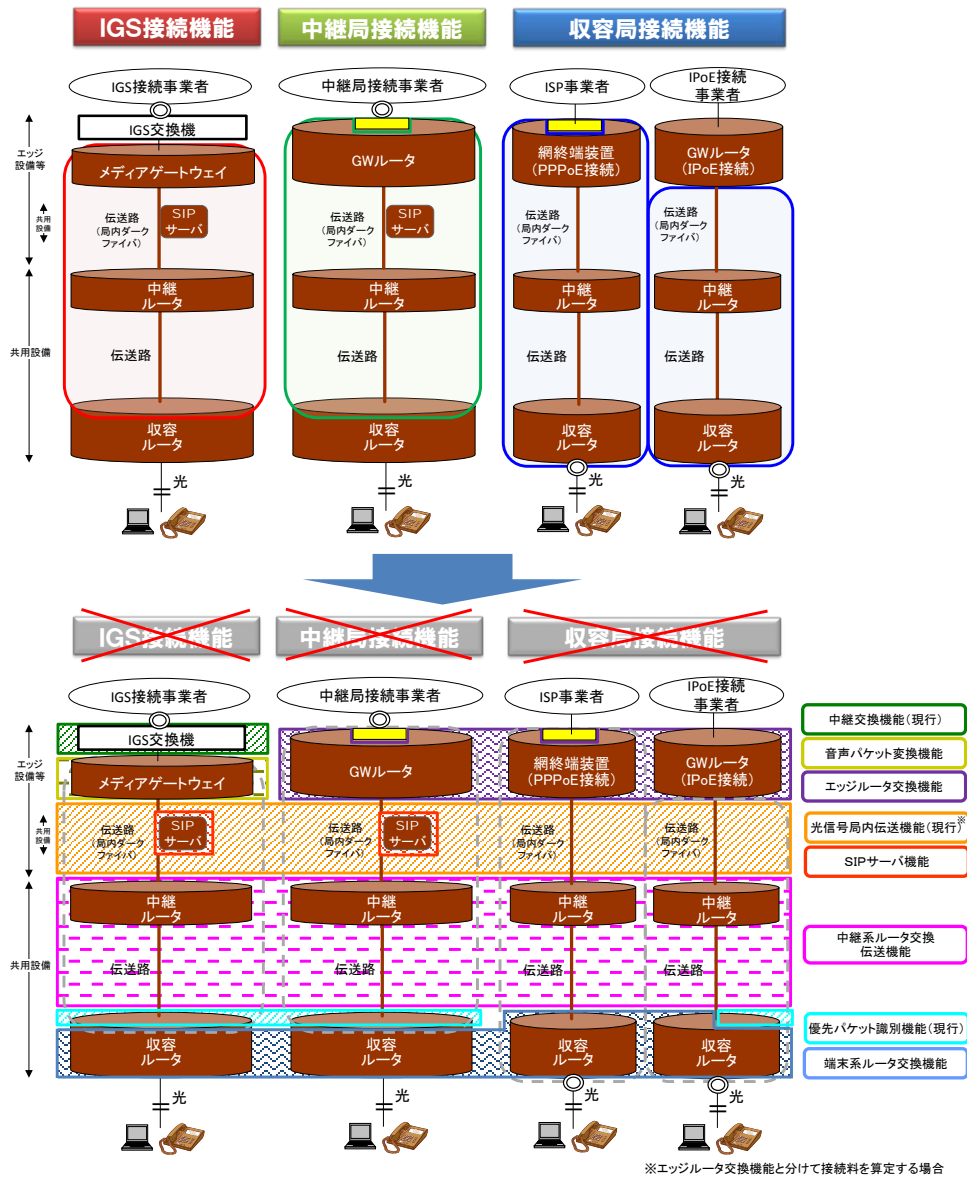 IGS接続機能
中継局接続機能
収容局接続機能
IGS接続事業者
中継局接続事業者
ISP事業者
IPoE接続
事業者
エッジ
設備等
共用
設備
共用設備
IGS交換機
メディアゲートウェイ
伝送路
(局内ダーク
ファイバ)
SIP
サーバ
中継
ルータ
伝送路
収容
ルータ
光
GWルータ
伝送路
(局内ダーク
ファイバ)
SIP
サーバ
中継
ルータ
伝送路
収容
ルータ
光
網終端装置
(PPPoE接続)
伝送路
(局内ダーク
ファイバ)
中継
ルータ
伝送路
収容
ルータ
光
GWルータ
(IPoE接続)
伝送路
(局内ダーク
ファイバ)
中継
ルータ
伝送路
収容
ルータ
光
IGS接続機能
中継局接続機能
収容局接続機能
IGS接続事業者
中継局接続事業者
ISP事業者
IPoE接続
事業者
エッジ
設備等
共用
設備
共用設備
IGS交換機
メディアゲートウェイ
伝送路
(局内ダーク
ファイバ)
SIP
サーバ
中継
ルータ
伝送路
収容
ルータ
光
GWルータ
伝送路
(局内ダーク
ファイバ)
SIP
サーバ
中継
ルータ
伝送路
収容
ルータ
光
網終端装置
(PPPoE接続)
伝送路
(局内ダーク
ファイバ)
中継
ルータ
伝送路
収容
ルータ
光
GWルータ
(IPoE接続)
伝送路
(局内ダーク
ファイバ)
中継
ルータ
伝送路
収容
ルータ
光
中継交換機能(現行)
音声パケット変換機能
エッジルータ交換機能
光信号局内伝送機能(現行)※
SIPサーバ機能
中継系ルータ交換
伝送機能
優先パケット識別機能(現行)
端末系ルータ交換機能
※エッジルータ交換機能と分けて接続料を算定する場合